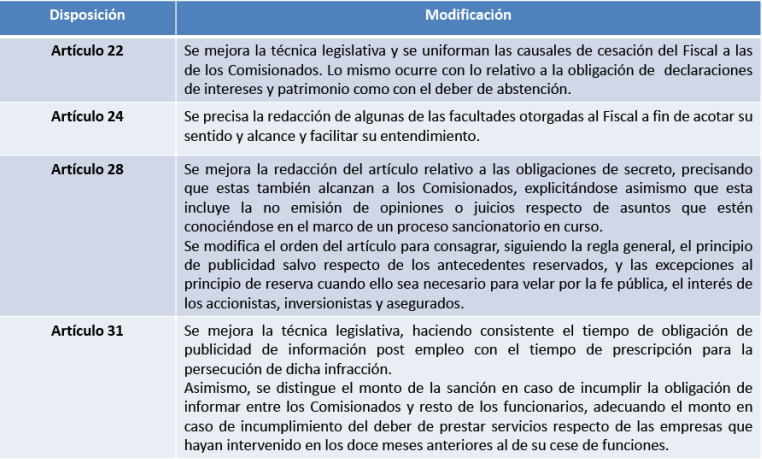 Disposición Modificación
Artículo 22 Se mejora la técnica legislativa y se uniforman las causales de cesación del Fiscal a las
de los Comisionados. Lo mismo ocurre con lo relativo a la obligación de declaraciones
de intereses y patrimonio como con el deber de abstención.
Artículo 24 Se precisa la redacción de algunas de las facultades otorgadas al Fiscal a fin de acotar su
sentido y alcance y facilitar su entendimiento.
Artículo 28 Se mejora la redacción del artículo relativo a las obligaciones de secreto, precisando
que estas también alcanzan a los Comisionados, explicitándose asimismo que esta
incluye la no emisión de opiniones o juicios respecto de asuntos que estén
conociéndose en el marco de un proceso sancionatorio en curso.
Se modifica el orden del artículo para consagrar, siguiendo la regla general, el principio
de publicidad salvo respecto de los antecedentes reservados, y las excepciones al
principio de reserva cuando ello sea necesario para velar por la fe pública, el interés de
los accionistas, inversionistas y asegurados.
Artículo 31 Se mejora la técnica legislativa, haciendo consistente el tiempo de obligación de
publicidad de información post empleo con el tiempo de prescripción para la
persecución de dicha infracción.
Asimismo, se distingue el monto de la sanción en caso de incumplir la obligación de
informar entre los Comisionados y resto de los funcionarios, adecuando el monto en
caso de incumplimiento del deber de prestar servicios respecto de las empresas que
hayan intervenido en los doce meses anteriores al de su cese de funciones.